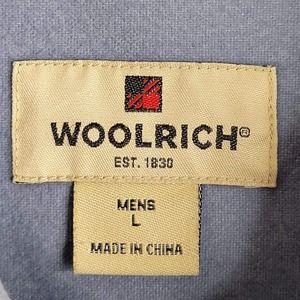 WOOLRICH®
EST. 1830
MENS
L
MADE IN CHINA